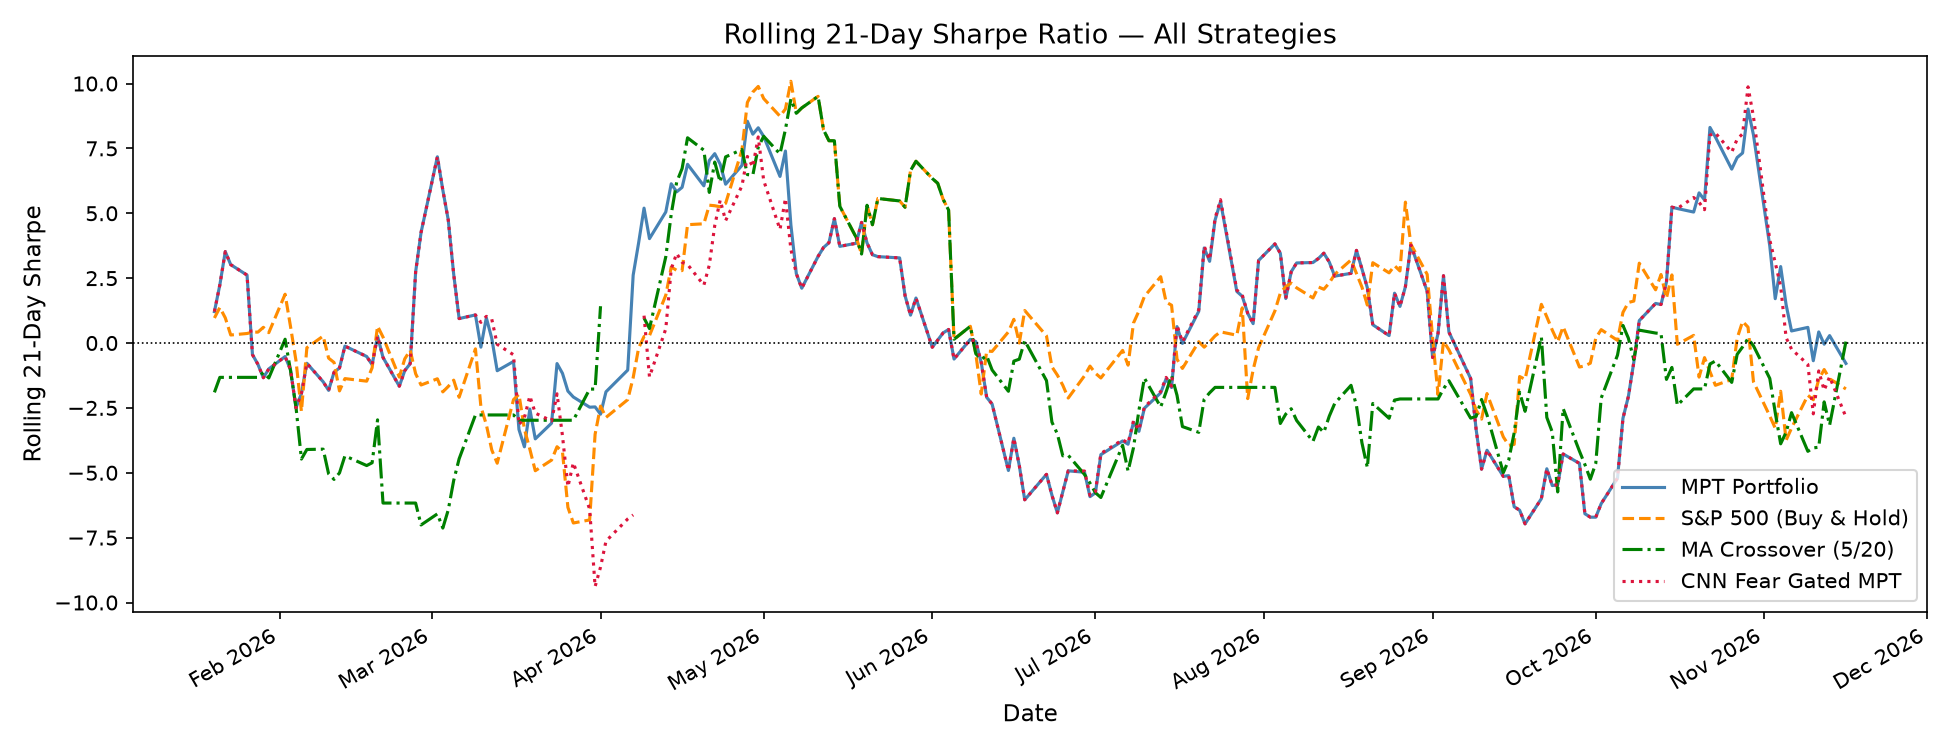 Rolling 21-Day Sharpe Ratio — All Strategies
Rolling 21-Day Sharpe
10.0
7.5
5.0
2.5
0.0
−2.5
−5.0
−7.5
−10.0
MPT Portfolio
S&P 500 (Buy & Hold)
MA Crossover (5/20)
CNN Fear Gated MPT
Feb 2026
Mar 2026
Apr 2026
May 2026
Jun 2026
Jul 2026
Aug 2026
Sep 2026
Oct 2026
Nov 2026
Dec 2026
Date